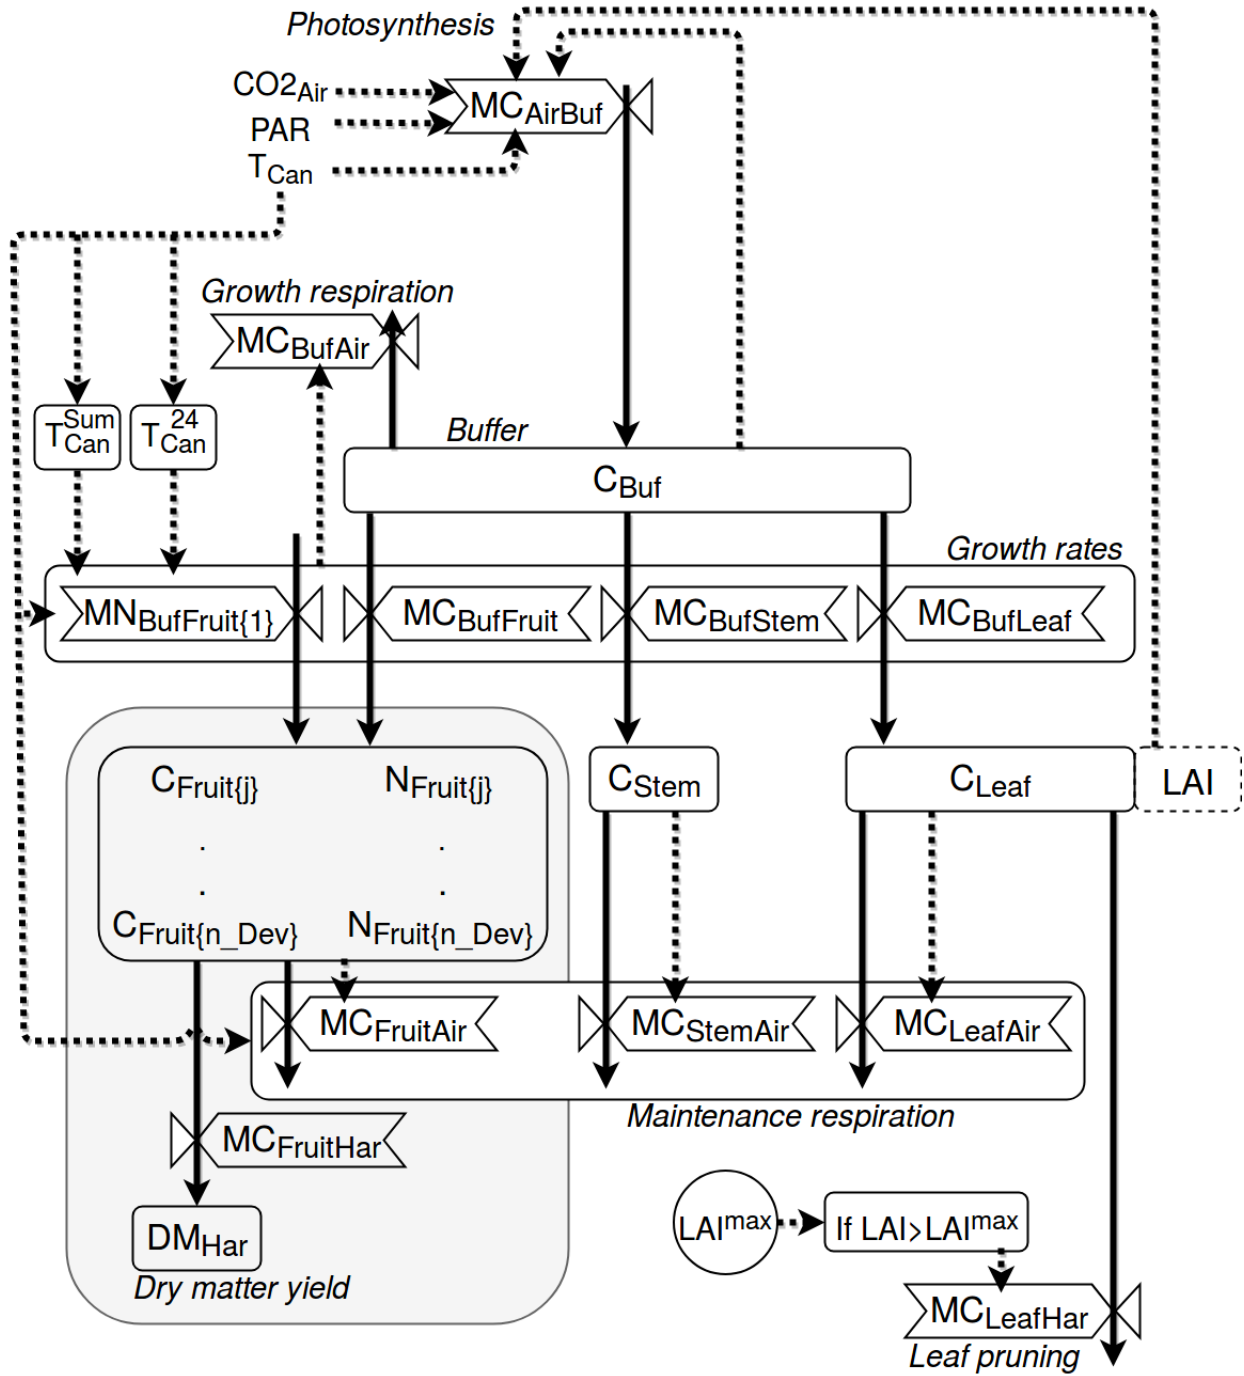 Photosynthesis
CO2Air
MCAirBuf
PAR
TCan
Growth respiration
MCBufAir
TCanSum
TCan24
Buffer
CBuf
Growth rates
MNBufFruit{1}
MCBufFruit
MCBufStem
MCBufLeaf
CFruit{j}
NFruit{j}
CStem
CLeaf
LAI
.
.
.
.
CFruit{n_Dev}
NFruit{n_Dev}
MCFruitAir
MCStemAir
MCLeafAir
Maintenance respiration
MCFruitHar
LAImax
If LAI>LAImax
DMHar
Dry matter yield
MCLeafHar
Leaf pruning